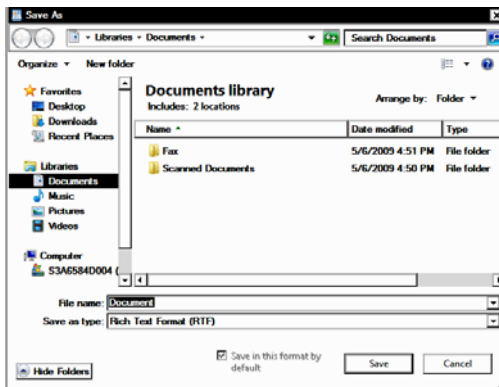 Save As
Libraries
Documents
Search Documents
Organize
New folder
Favorites
Desktop
Downloads
Recent Places
Libraries
Documents
Music
Pictures
Videos
Computer
S3A6584D004 (
Documents library
Includes: 2 locations
Arrange by: Folder
Name Date modified Type
Fax 5/6/2009 4:51 PM File folder
Scanned Documents 5/6/2009 4:50 PM File folder
File name: Document
Save as type: Rich Text Format (RTF)
Hide Folders
Save in this format by
default
Save
Cancel